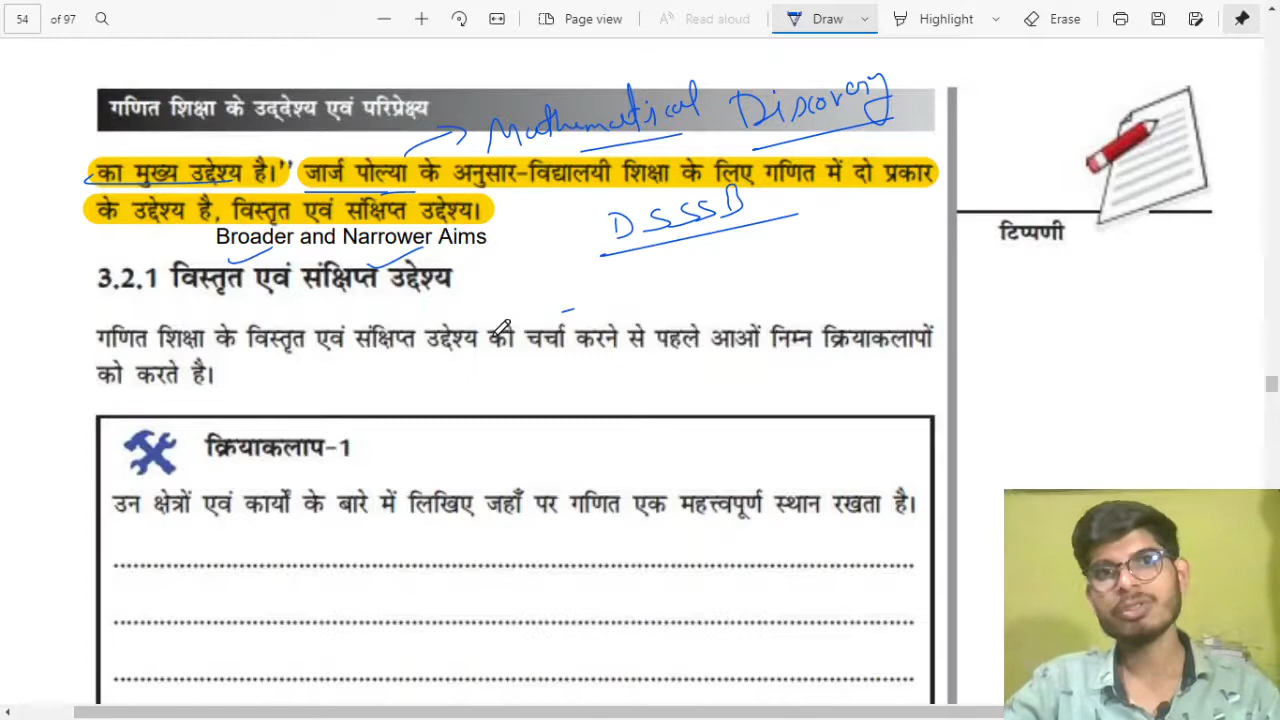 54 of 97
Page view
Read aloud
Draw
Highlight
Erase
गणित शिक्षा के उद्देश्य एवं परिप्रेक्ष्य
Mathematical Discovery
का मुख्य उद्देश्य है।" जार्ज पोल्या के अनुसार-विद्यालयी शिक्षा के लिए गणित में दो प्रकार
के उद्देश्य है, विस्तृत एवं संक्षिप्त उद्देश्य।
DSSSB
Broader and Narrower Aims
टिप्पणी
3.2.1 विस्तृत एवं संक्षिप्त उद्देश्य
गणित शिक्षा के विस्तृत एवं संक्षिप्त उद्देश्य की चर्चा करने से पहले आओं निम्न क्रियाकलापों
को करते है।
क्रियाकलाप-1
उन क्षेत्रों एवं कार्यों के बारे में लिखिए जहाँ पर गणित एक महत्त्वपूर्ण स्थान रखता है।